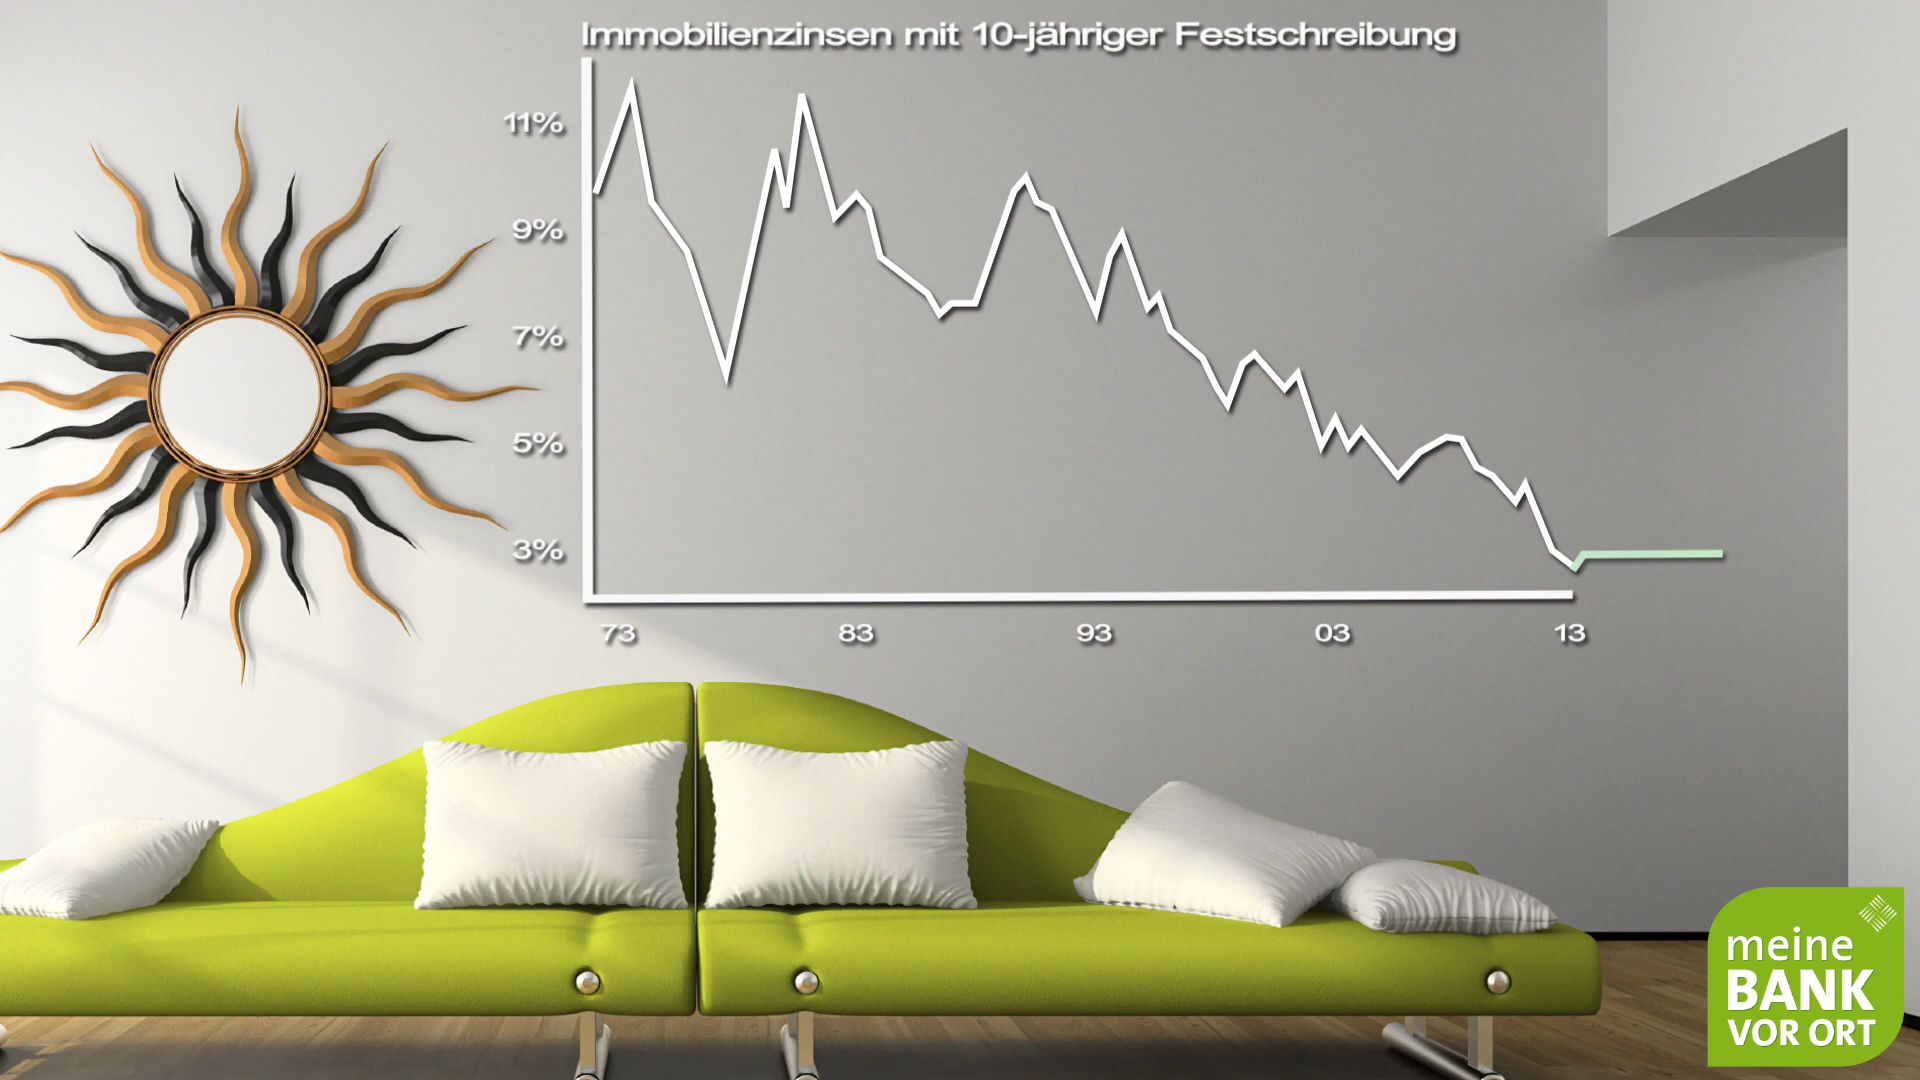 Immobilienzinsen mit 10-jähriger Festschreibung
11%
9%
7%
5%
3%
73 83 93 03 13
meine
BANK
VOR ORT